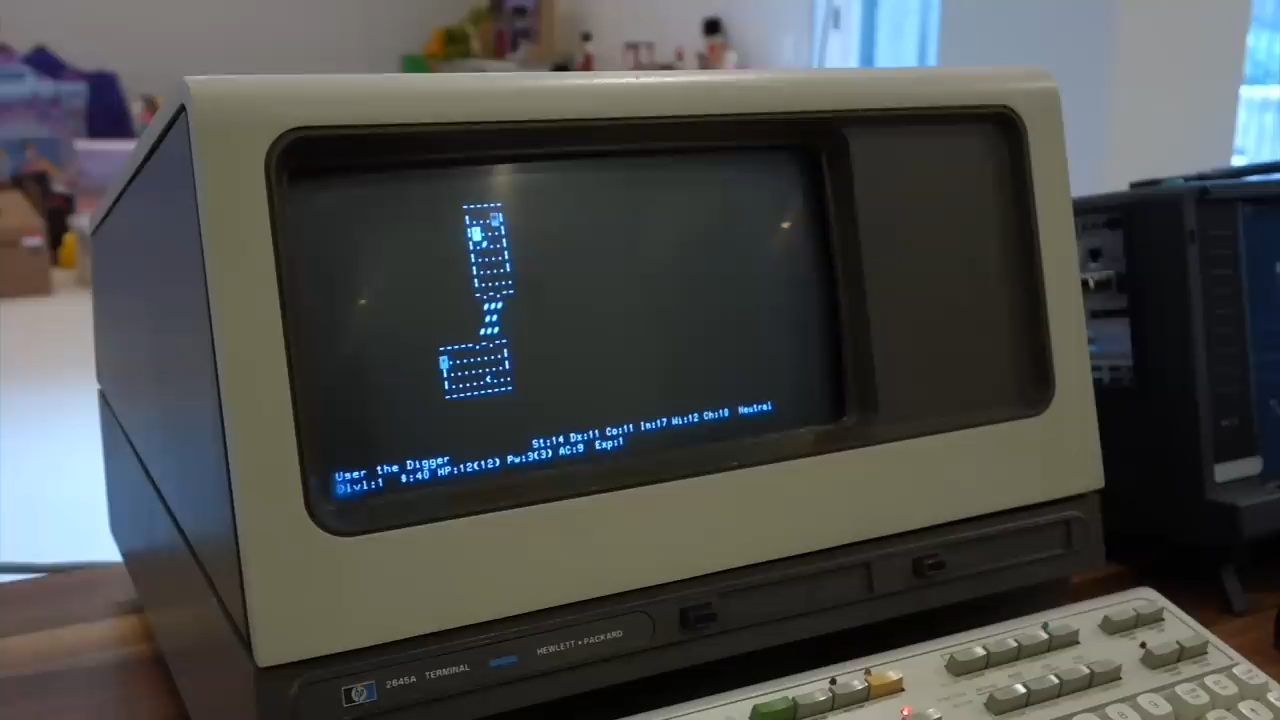 St:14 Dx:11 Co:11 In:17 Wi:12 Ch:10 Neutral
User the Digger
Dlvl:1 $:40 HP:12(12) Pw:3(3) AC:9 Exp:1
hp 2645A TERMINAL HEWLETT • PACKARD